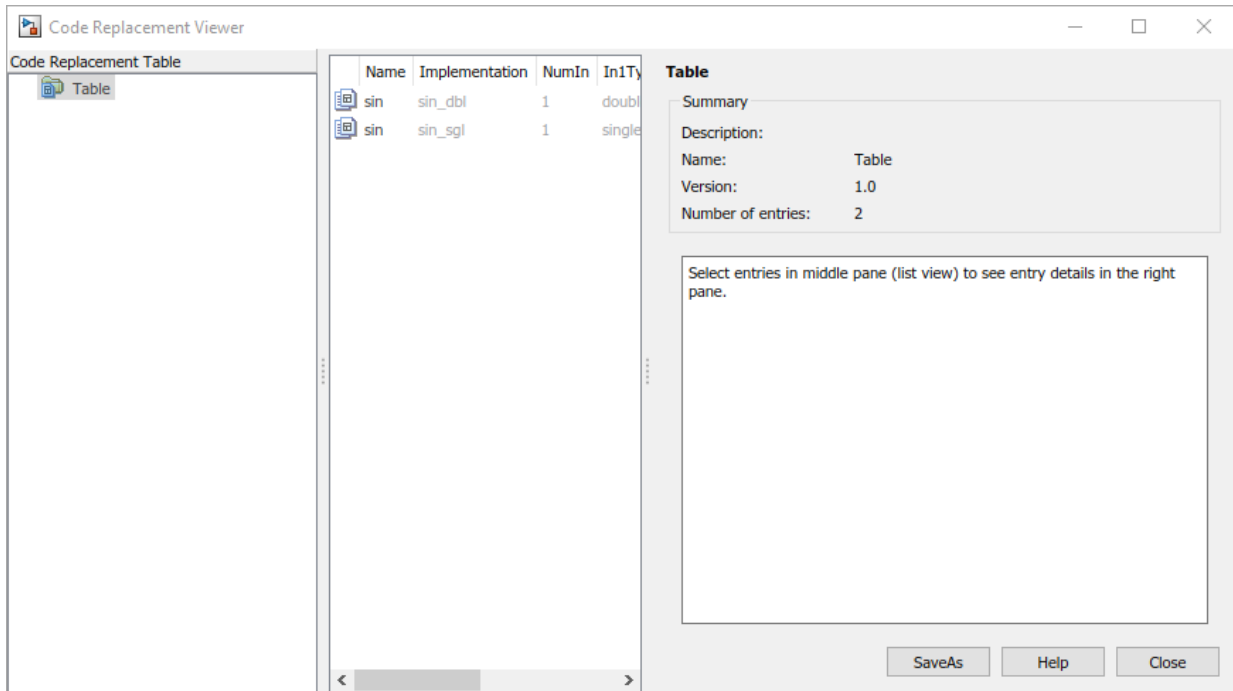 Code Replacement Viewer
Code Replacement Table
Table
Name Implementation NumIn In1Ty
sin sin_dbl 1 doubl
sin sin_sgl 1 single
Table
Summary
Description:
Name: Table
Version: 1.0
Number of entries: 2
Select entries in middle pane (list view) to see entry details in the right
pane.
SaveAs Help Close